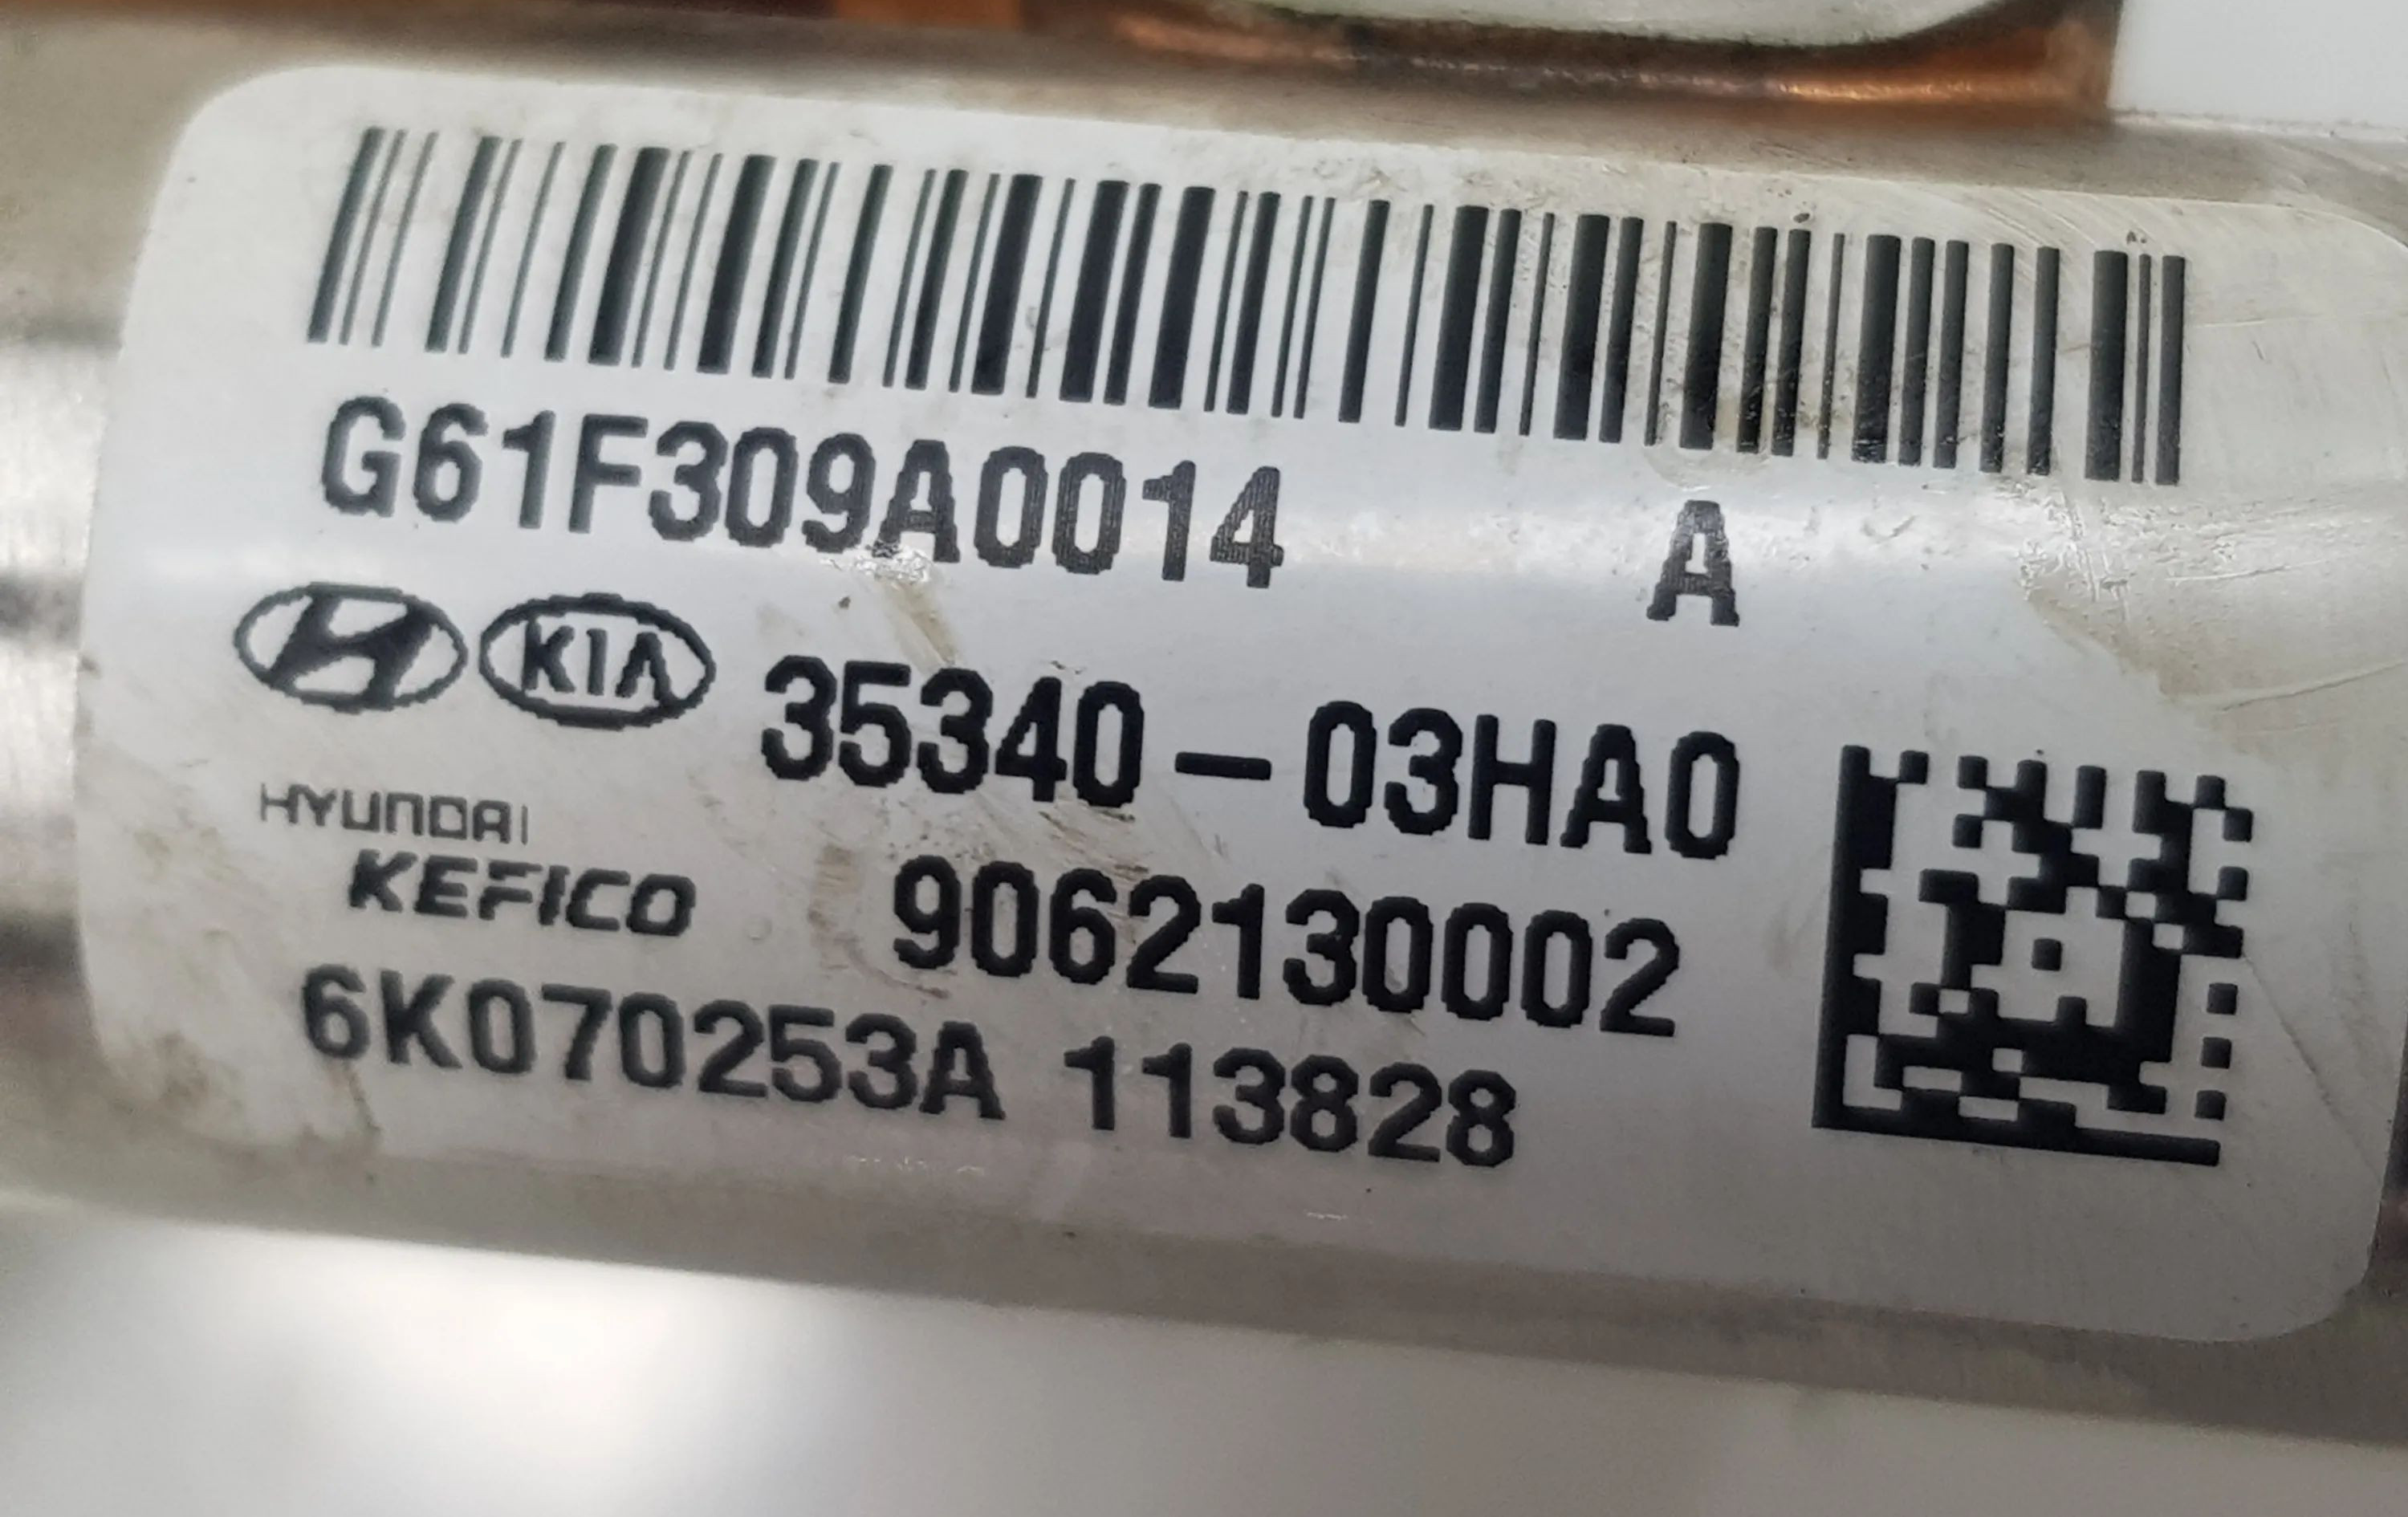 G61F309A0014 A
KIA 35340-03HA0
HYUNDAI
KEFICO 9062130002
6K070253A 113828